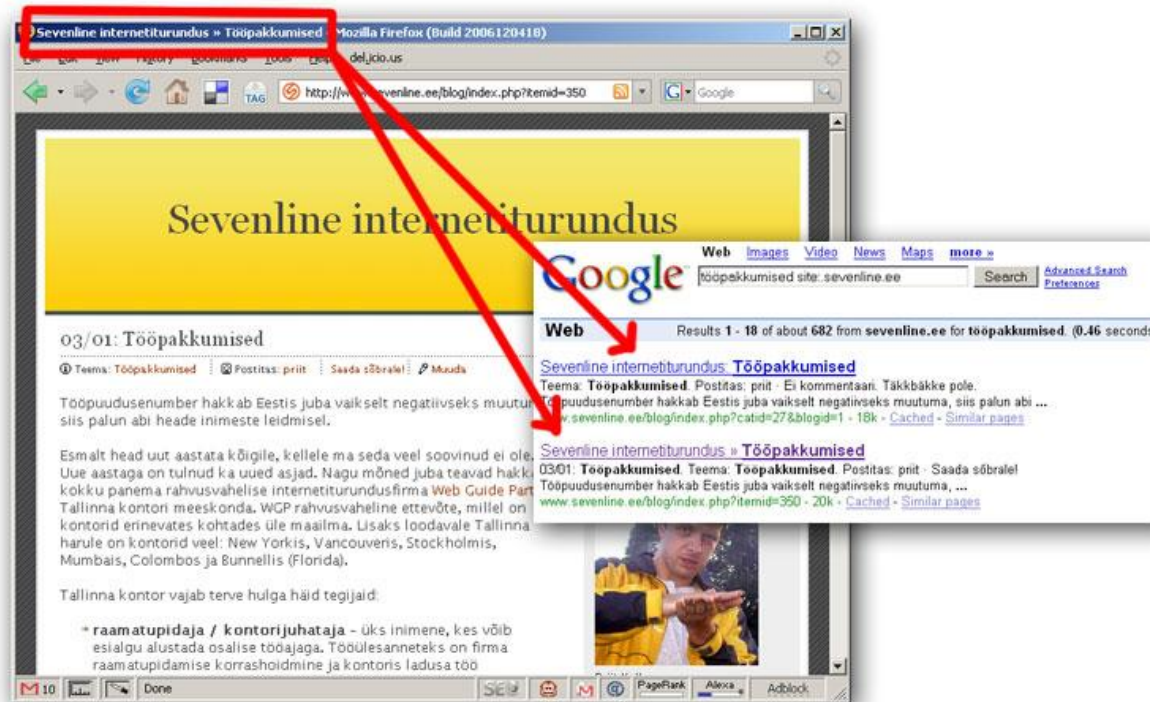 Sevenline internetiturundus » Tööpakkumised - Mozilla Firefox (Build 2006120418)
del.icio.us
TAG
http://www.sevenline.ee/blog/index.php?itemid=350
G
Google
Sevenline internetiturundus
03/01: Tööpakkumised
Teema: Tööpakkumised
Postitas: priit
Saada sõbrale!
Muuda
Tööpuudusenumber hakkab Eestis juba vaikselt negatiivseks
siis palun abi heade inimeste leidmisel.
Esmalt head uut aastata kõigile, kellele ma seda veel soovinud ei ole.
Uue aastaga on tulnud ka uued asjad. Nagu mõned juba teavad
kokku panema rahvusvahelise internetiturundusfirma Web Guide
Tallinna kontori meeskonda. WGP rahvusvaheline ettevõte, millel on
kontorid erinevates kohtades üle maailma. Lisaks loodavale Tallinna
harule on kontorid veel: New Yorkis, Vancouveris, Stockholmis,
Mumbais, Colombos ja Bunnellis (Florida).
Tallinna kontor vajab terve hulga häid tegijaid:
raamatupidaja / kontorijuhataja – üks inimene, kes võib
esialgu alustada osalise tööajaga. Tööülesanneteks on firma
raamatupidamise korrashoidmine ja kontoris ladusa töö
10
Done
SEO
PageRank
Alexa
Adblock
Web Images Video News Maps more »
Google
tööpakkumised site:.sevenline.ee
Search
Advanced Search
Preferences
Web
Results 1 - 18 of about 682 from sevenline.ee for tööpakkumised. (0.46 seconds
Sevenline internetiturundus: Tööpakkumised
Teema: Tööpakkumised. Postitas: priit · Ei kommentaari. Täkkbäkke pole.
Tööpuudusenumber hakkab Eestis juba vaikselt negatiivseks muutuma, siis palun abi ...
www.sevenline.ee/blog/index.php?catid=27&blogid=1 - 18k - Cached - Similar pages
Sevenline internetiturundus » Tööpakkumised
03/01: Tööpakkumised. Teema: Tööpakkumised. Postitas: priit · Saada sõbrale!
Tööpuudusenumber hakkab Eestis juba vaikselt negatiivseks muutuma, ...
www.sevenline.ee/blog/index.php?itemid=350 - 20k - Cached - Similar pages